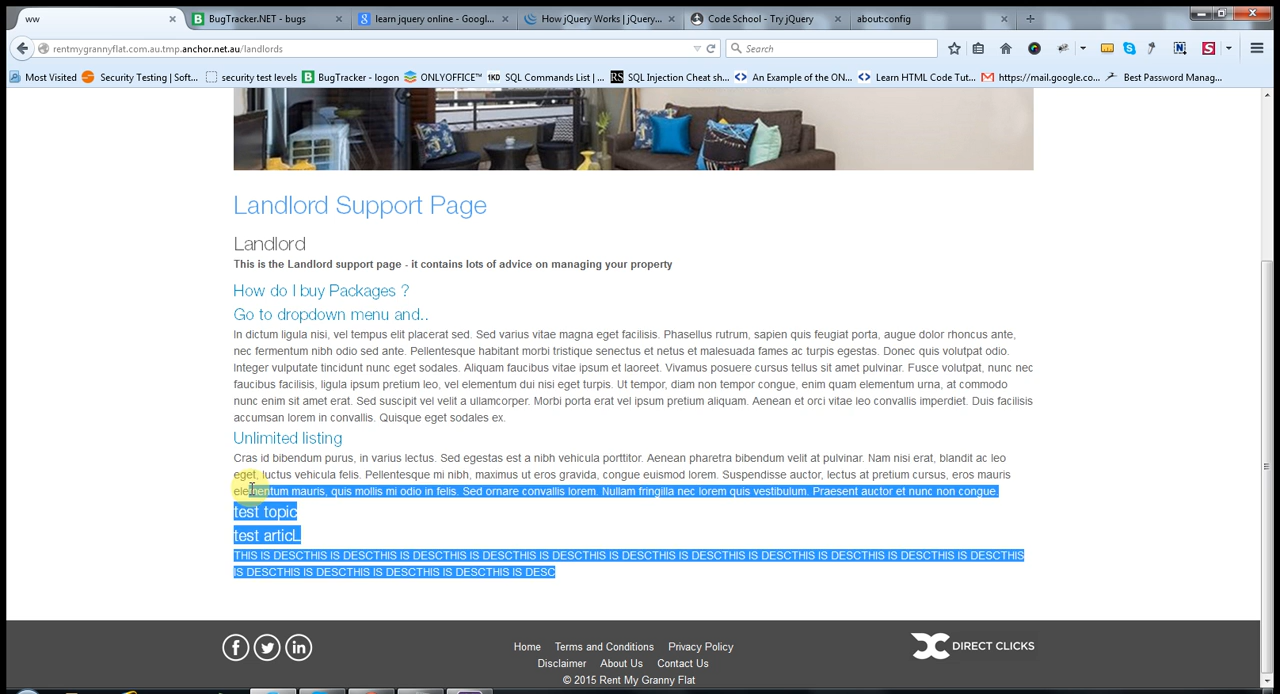 ww
BugTracker.NET - bugs
learn jquery online - Googl...
How jQuery Works | jQuery...
Code School - Try jQuery
about:config
rentmygrannyflat.com.au.tmp.anchor.net.au/landlords
Search
Most Visited
Security Testing | Soft...
security test levels
BugTracker - logon
ONLYOFFICE™
SQL Commands List | ...
SQL Injection Cheat sh...
An Example of the ON...
Learn HTML Code Tut...
https://mail.google.co...
Best Password Manag...
Landlord Support Page
Landlord
This is the Landlord support page - it contains lots of advice on managing your property
How do I buy Packages ?
Go to dropdown menu and..
In dictum ligula nisi, vel tempus elit placerat sed. Sed varius vitae magna eget facilisis. Phasellus rutrum, sapien quis feugiat porta, augue dolor rhoncus ante,
nec fermentum nibh odio sed ante. Pellentesque habitant morbi tristique senectus et netus et malesuada fames ac turpis egestas. Donec quis volutpat odio.
Integer vulputate tincidunt nunc eget sodales. Aliquam faucibus vitae ipsum et laoreet. Vivamus posuere cursus tellus sit amet pulvinar. Fusce volutpat, nunc nec
faucibus facilisis, ligula ipsum pretium leo, vel elementum dui nisi eget turpis. Ut tempor, diam non tempor congue, enim quam elementum urna, at commodo
nunc enim sit amet erat. Sed suscipit vel velit a ullamcorper. Morbi porta erat vel ipsum pretium aliquam. Aenean et orci vitae leo convallis imperdiet. Duis facilisis
accumsan lorem in convallis. Quisque eget sodales ex.
Unlimited listing
Cras id bibendum purus, in varius lectus. Sed egestas est a nibh vehicula porttitor. Aenean pharetra bibendum velit at pulvinar. Nam nisi erat, blandit ac leo
eget, luctus vehicula felis. Pellentesque mi nibh, maximus ut eros gravida, congue euismod lorem. Suspendisse auctor, lectus at pretium cursus, eros mauris
elementum mauris, quis mollis mi odio in felis. Sed ornare convallis lorem. Nullam fringilla nec lorem quis vestibulum. Praesent auctor et nunc non congue.
test topic
test articL
THIS IS DESCTHIS IS DESCTHIS IS DESCTHIS IS DESCTHIS IS DESCTHIS IS DESCTHIS IS DESCTHIS IS DESCTHIS IS DESCTHIS IS DESCTHIS
IS DESCTHIS IS DESCTHIS IS DESCTHIS IS DESCTHIS IS DESC
Home Terms and Conditions Privacy Policy
Disclaimer About Us Contact Us
© 2015 Rent My Granny Flat
DIRECT CLICKS